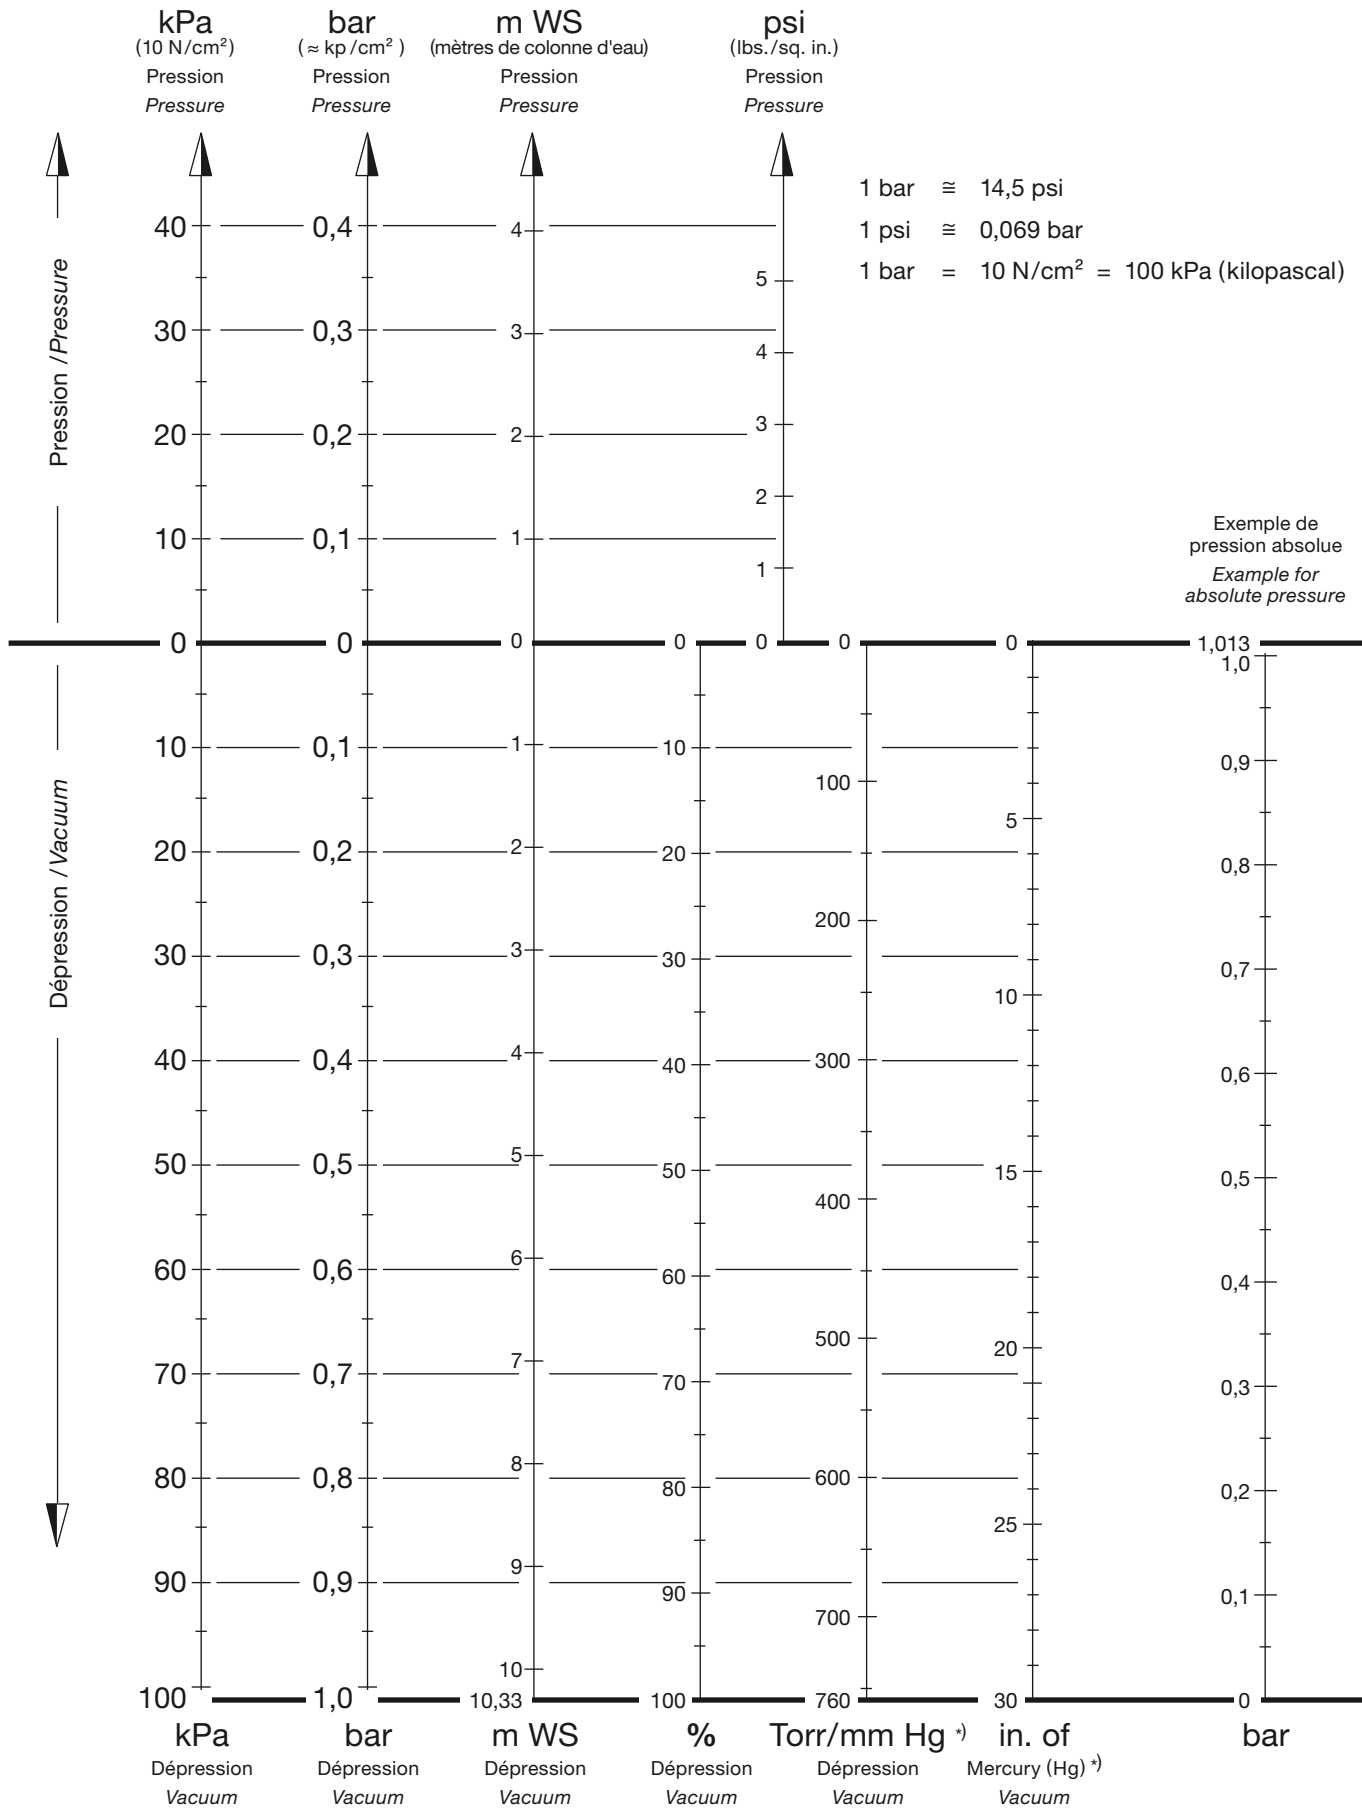 kPa bar m WS psi
(10 N/cm²) (≈ kp/cm²) (mètres de colonne d'eau) (lbs./sq. in.)
Pression Pression Pression Pression
Pressure Pressure Pressure Pressure
1 bar ≅ 14,5 psi
1 psi ≅ 0,069 bar
1 bar = 10 N/cm² = 100 kPa (kilopascal)
Pression / Pressure
40 0,4 4
5
30 0,3 3
4
20 0,2 2 3
2
10 0,1 1
1
Exemple de
pression absolue
Example for
absolute pressure
0 0 0 0 0 0 0 1,013
1,0
Dépression / Vacuum
10 0,1 1 10
0,9
100
5
20 0,2 2 20 0,8
200
30 0,3 3 30 0,7
10
40 0,4 4 40 300 0,6
50 0,5 5 50 15 0,5
400
60 0,6 6 60 0,4
500 20
70 0,7 7 70 0,3
80 0,8 8 80 600 0,2
25
90 0,9 9 90 0,1
700
10
100 1,0 10,33 100 760 30 0
kPa bar m WS % Torr/mm Hg *) in. of bar
Dépression Dépression Dépression Dépression Dépression Mercury (Hg) *)
Vacuum Vacuum Vacuum Vacuum Vacuum Vacuum